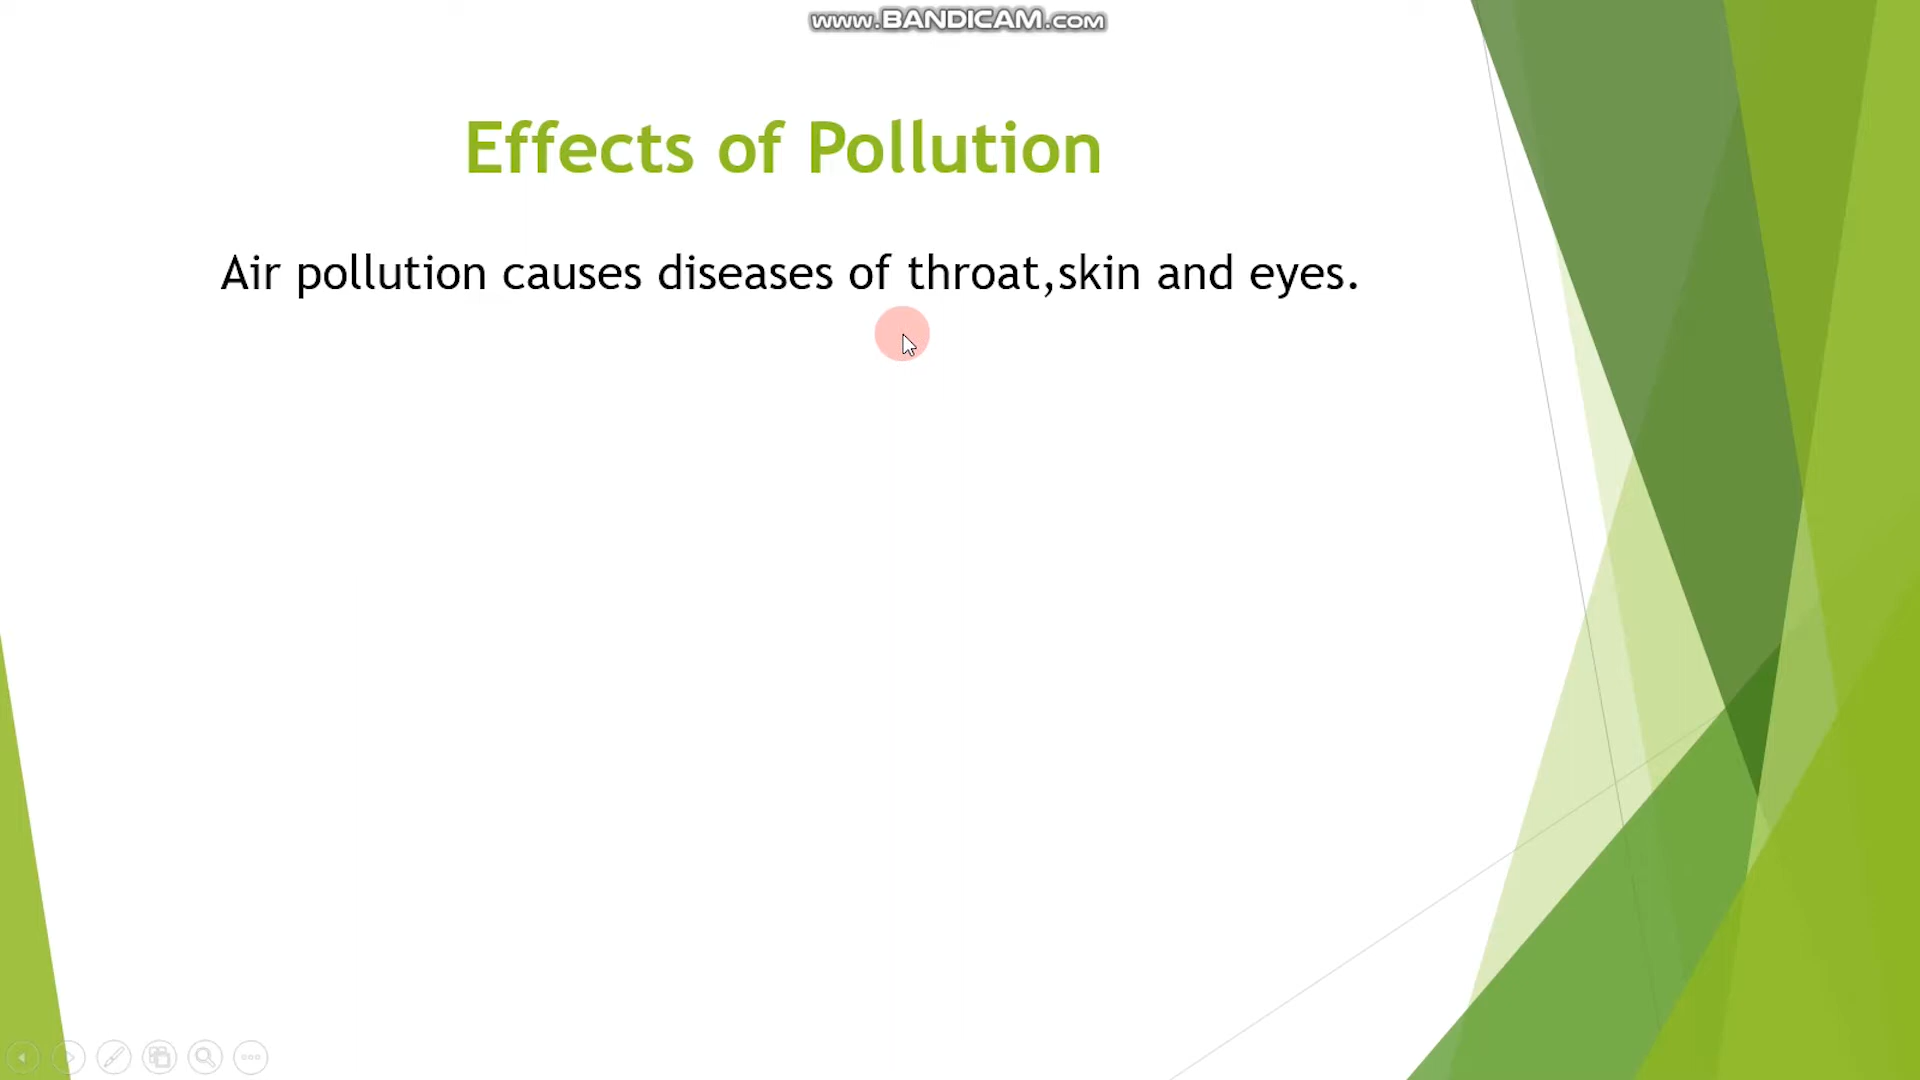 www.BANDICAM.com
Effects of Pollution
Air pollution causes diseases of throat,skin and eyes.